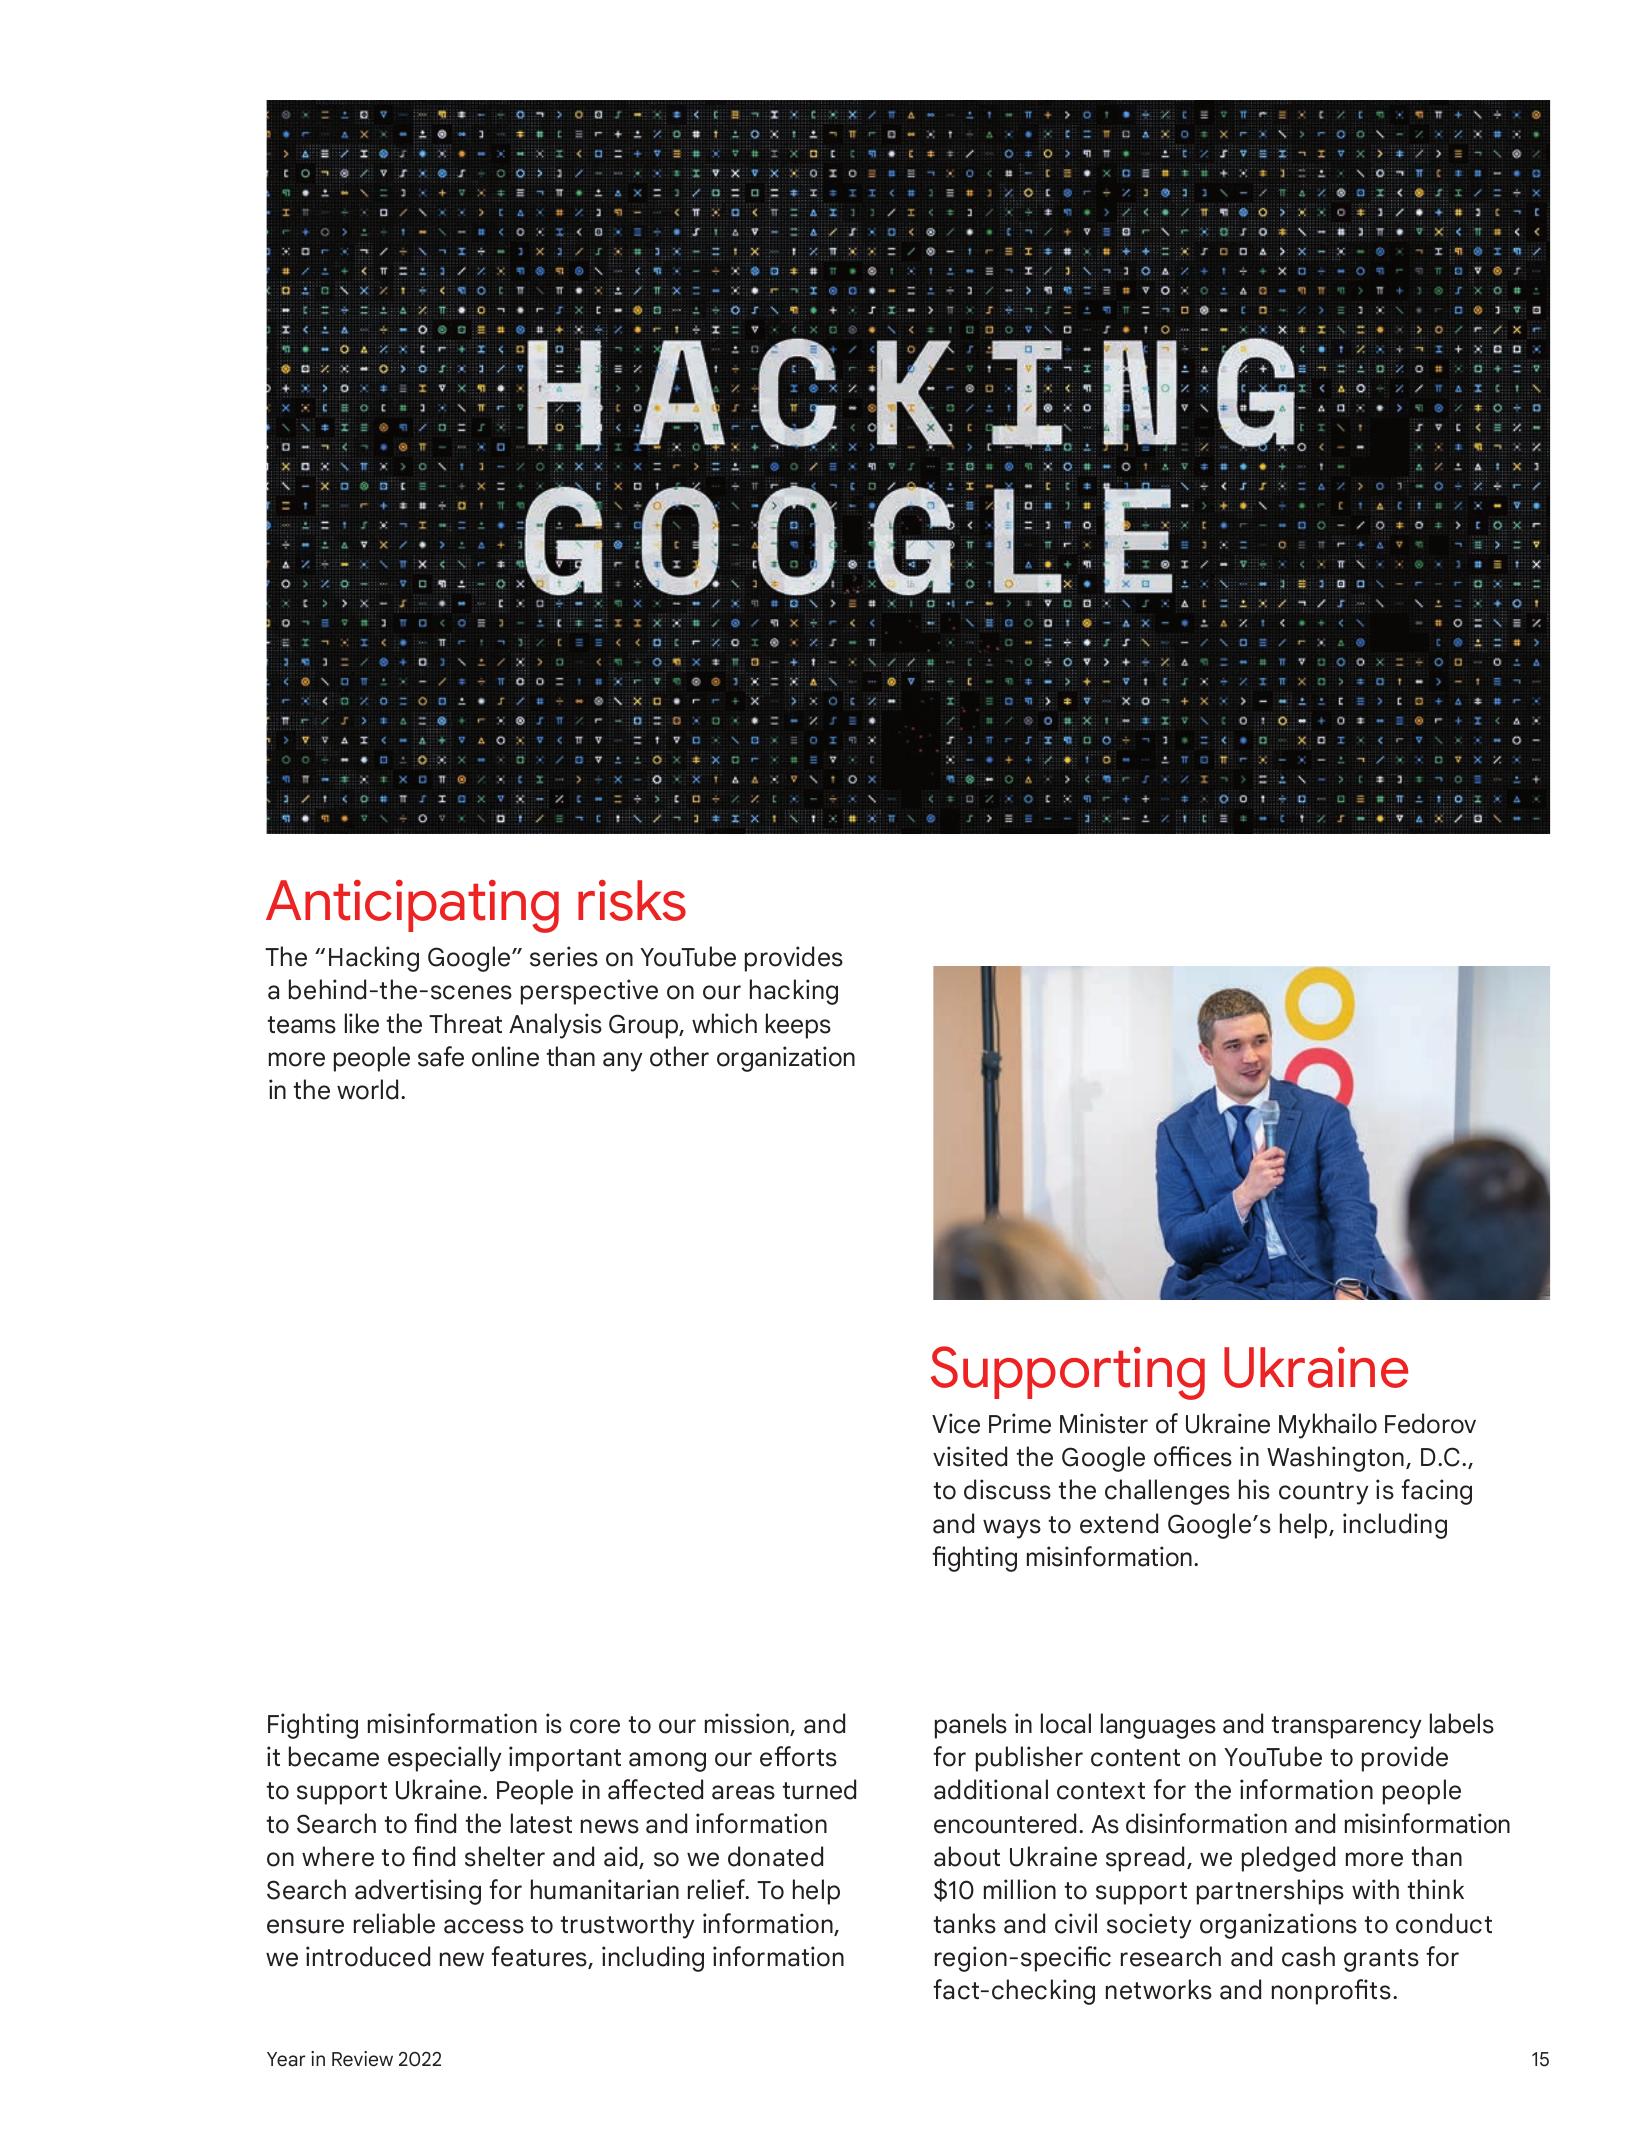 HACKING
GOOGLE
Anticipating risks
The “Hacking Google” series on YouTube provides
a behind-the-scenes perspective on our hacking
teams like the Threat Analysis Group, which keeps
more people safe online than any other organization
in the world.
Supporting Ukraine
Vice Prime Minister of Ukraine Mykhailo Fedorov
visited the Google offices in Washington, D.C.,
to discuss the challenges his country is facing
and ways to extend Google’s help, including
fighting misinformation.
Fighting misinformation is core to our mission, and
it became especially important among our efforts
to support Ukraine. People in affected areas turned
to Search to find the latest news and information
on where to find shelter and aid, so we donated
Search advertising for humanitarian relief. To help
ensure reliable access to trustworthy information,
we introduced new features, including information
panels in local languages and transparency labels
for publisher content on YouTube to provide
additional context for the information people
encountered. As disinformation and misinformation
about Ukraine spread, we pledged more than
$10 million to support partnerships with think
tanks and civil society organizations to conduct
region-specific research and cash grants for
fact-checking networks and nonprofits.
Year in Review 2022
15